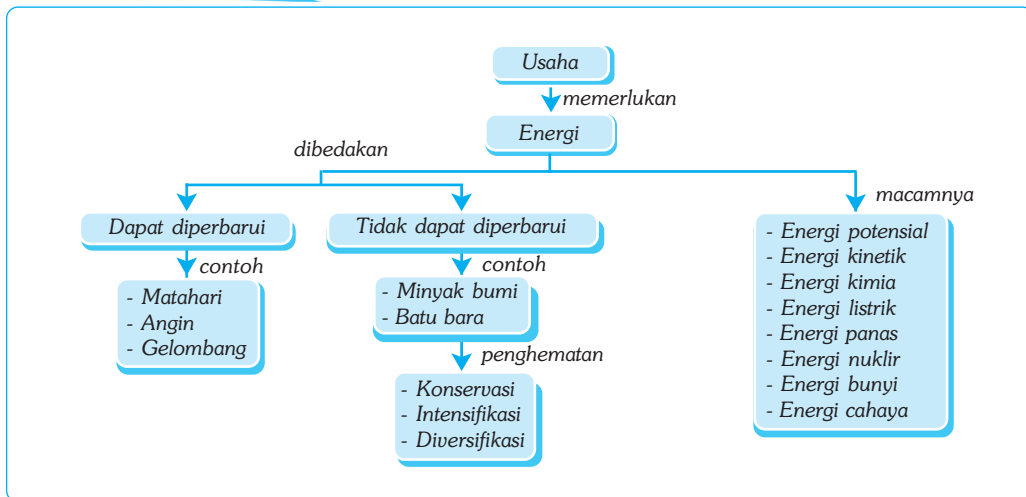 Usaha
memerlukan
Energi
dibedakan
macamnya
Dapat diperbarui
contoh
- Matahari
- Angin
- Gelombang
Tidak dapat diperbarui
contoh
- Minyak bumi
- Batu bara
penghematan
- Konservasi
- Intensifikasi
- Diversifikasi
- Energi potensial
- Energi kinetik
- Energi kimia
- Energi listrik
- Energi panas
- Energi nuklir
- Energi bunyi
- Energi cahaya